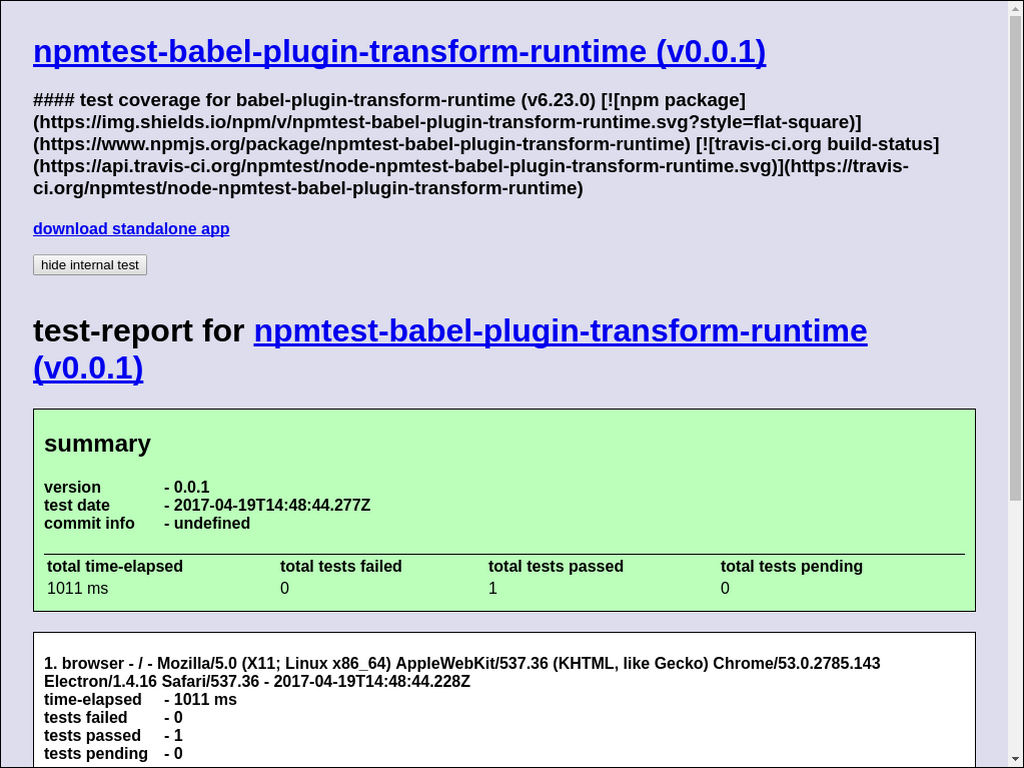 npmtest-babel-plugin-transform-runtime (v0.0.1)
#### test coverage for babel-plugin-transform-runtime (v6.23.0) [![npm package]
(https://img.shields.io/npm/v/npmtest-babel-plugin-transform-runtime.svg?style=flat-square)]
(https://www.npmjs.org/package/npmtest-babel-plugin-transform-runtime) [![travis-ci.org build-status]
(https://api.travis-ci.org/npmtest/node-npmtest-babel-plugin-transform-runtime.svg)](https://travis-
ci.org/npmtest/node-npmtest-babel-plugin-transform-runtime)
download standalone app
hide internal test
test-report for npmtest-babel-plugin-transform-runtime
(v0.0.1)
summary
version - 0.0.1
test date - 2017-04-19T14:48:44.277Z
commit info - undefined
total time-elapsed total tests failed total tests passed total tests pending
1011 ms 0 1 0
1. browser - / - Mozilla/5.0 (X11; Linux x86_64) AppleWebKit/537.36 (KHTML, like Gecko) Chrome/53.0.2785.143
Electron/1.4.16 Safari/537.36 - 2017-04-19T14:48:44.228Z
time-elapsed - 1011 ms
tests failed - 0
tests passed - 1
tests pending - 0